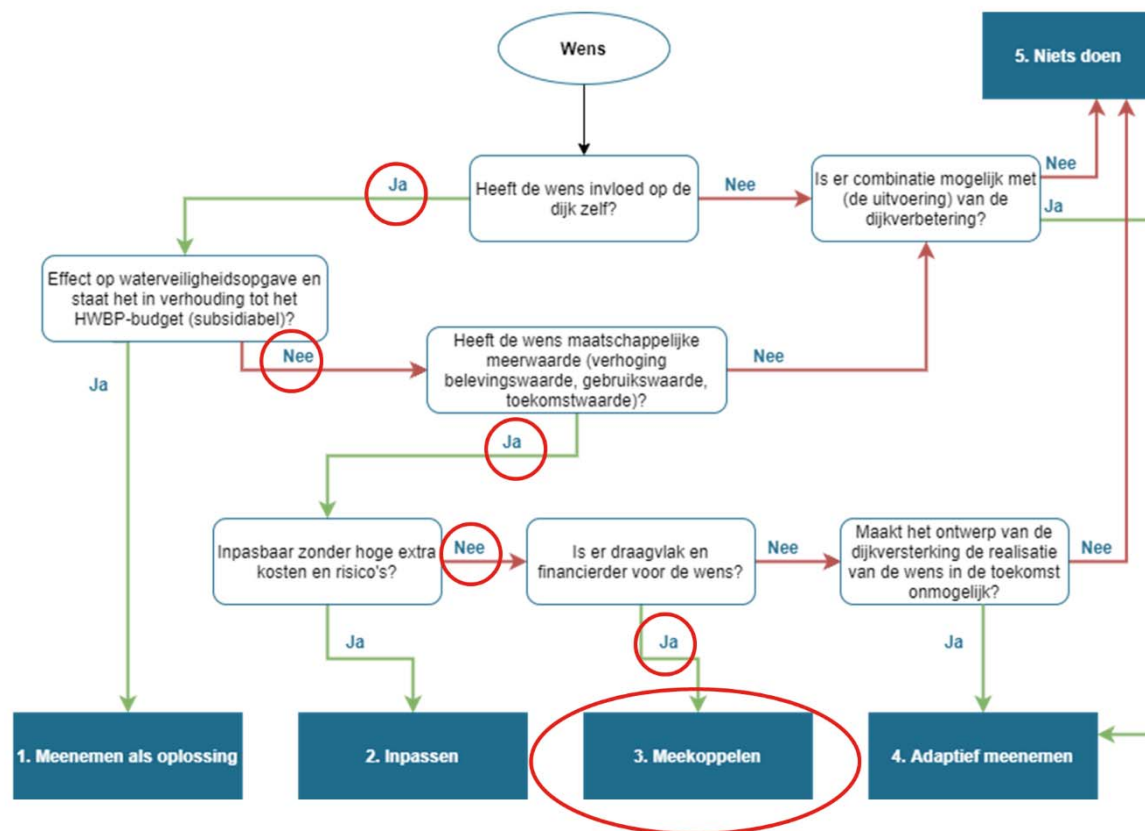 Wens
5. Niets doen
Ja
Heeft de wens invloed op de
dijk zelf?
Nee
Is er combinatie mogelijk met
(de uitvoering) van de
dijkverbetering?
Nee
Ja
Effect op waterveiligheidsopgave en
staat het in verhouding tot het
HWBP-budget (subsidiabel)?
Ja
Nee
Heeft de wens maatschappelijke
meerwaarde (verhoging
belevingswaarde, gebruikswaarde,
toekomstwaarde)?
Nee
Ja
Inpasbaar zonder hoge extra
kosten en risico's?
Nee
Is er draagvlak en
financierder voor de wens?
Nee
Maakt het ontwerp van de
dijkversterking de realisatie
van de wens in de toekomst
onmogelijk?
Nee
Ja
Ja
Ja
1. Meenemen als oplossing
2. Inpassen
3. Meekoppelen
4. Adaptief meenemen